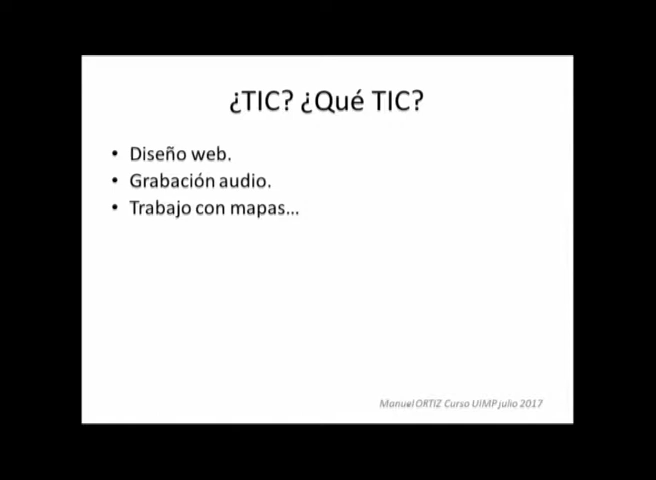 ¿TIC? ¿Qué TIC?
• Diseño web.
• Grabación audio.
• Trabajo con mapas...
Manuel ORTIZ Curso UIMP julio 2017